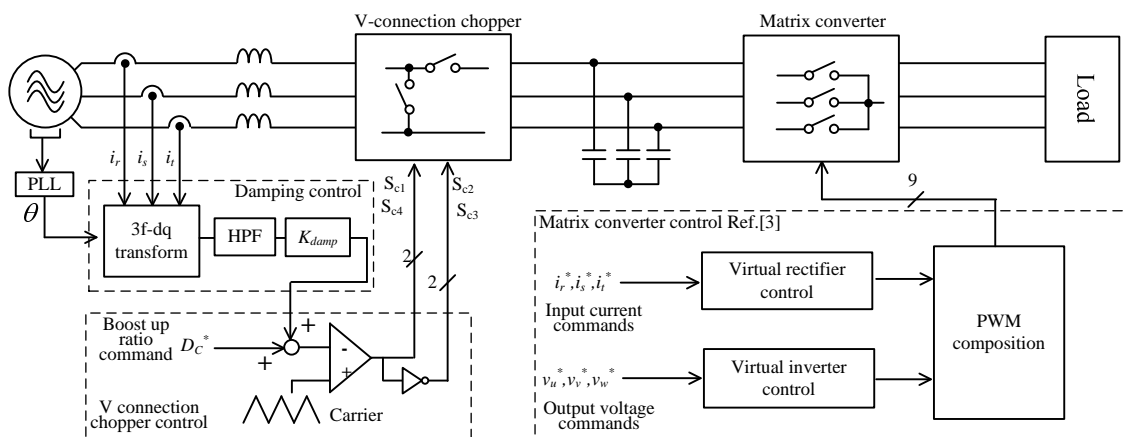 V-connection chopper
Matrix converter
Load
i_r
i_s
i_t
PLL
θ
Damping control
3f-dq
transform
HPF
K_damp
S_c1
S_c4
S_c2
S_c3
2
2
9
Matrix converter control Ref.[3]
i_r*,i_s*,i_t*
Input current
commands
Virtual rectifier
control
PWM
composition
v_u*,v_v*,v_w*
Output voltage
commands
Virtual inverter
control
Boost up
ratio
command D_C*
+
+
-
+
Carrier
V connection
chopper control